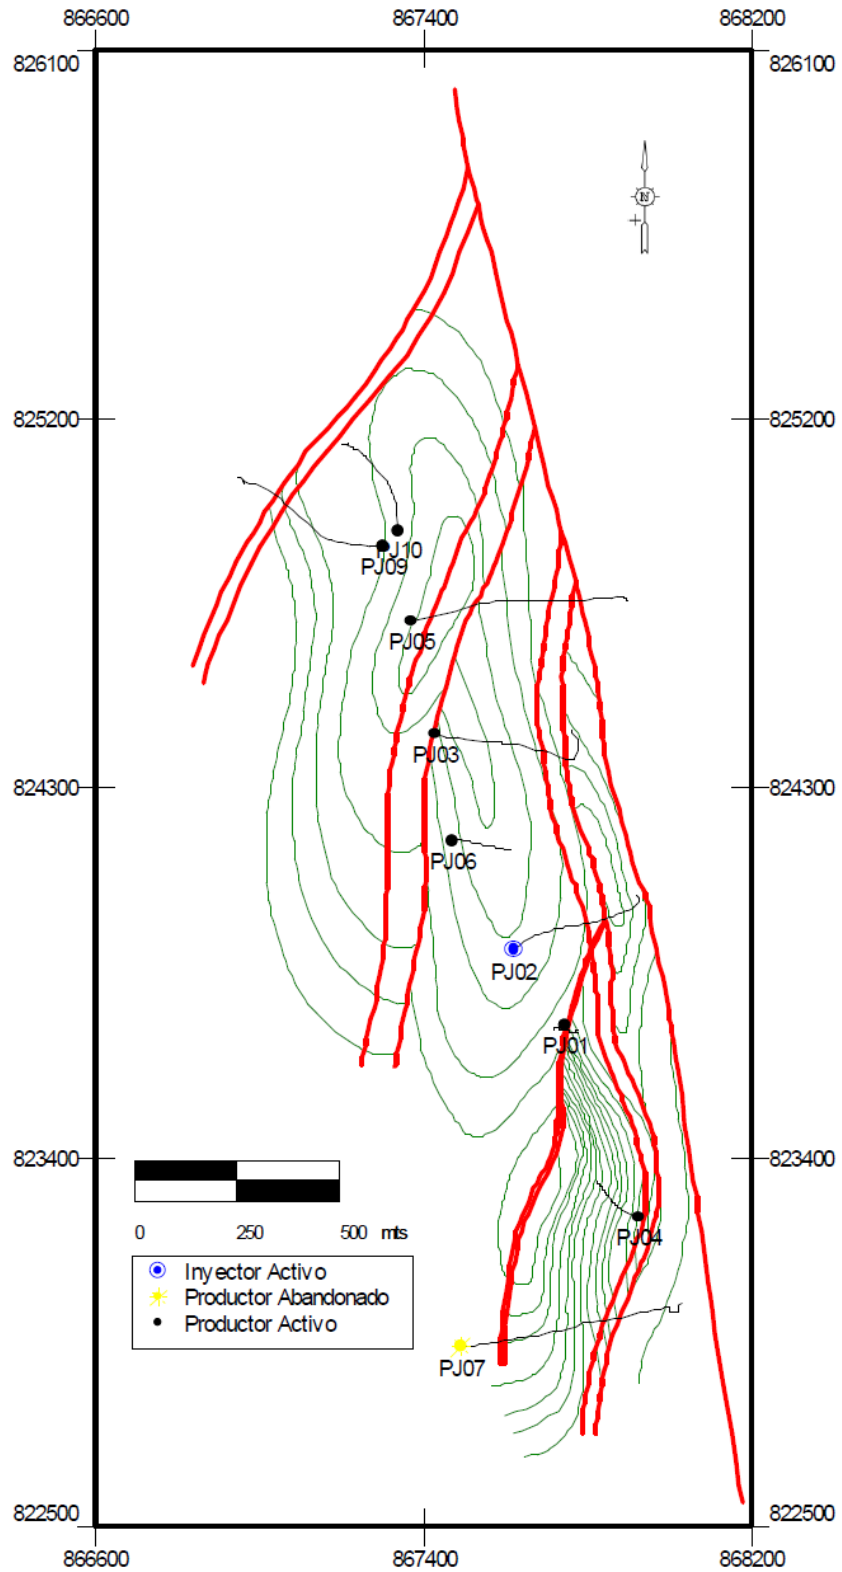 866600 867400 868200
826100 826100
N
825200 825200
PJ10
PJ09
PJ05
PJ03
824300 824300
PJ06
PJ02
PJ01
823400 823400
PJ04
0 250 500 mts
Inyector Activo
Productor Abandonado
Productor Activo
PJ07
822500 822500
866600 867400 868200